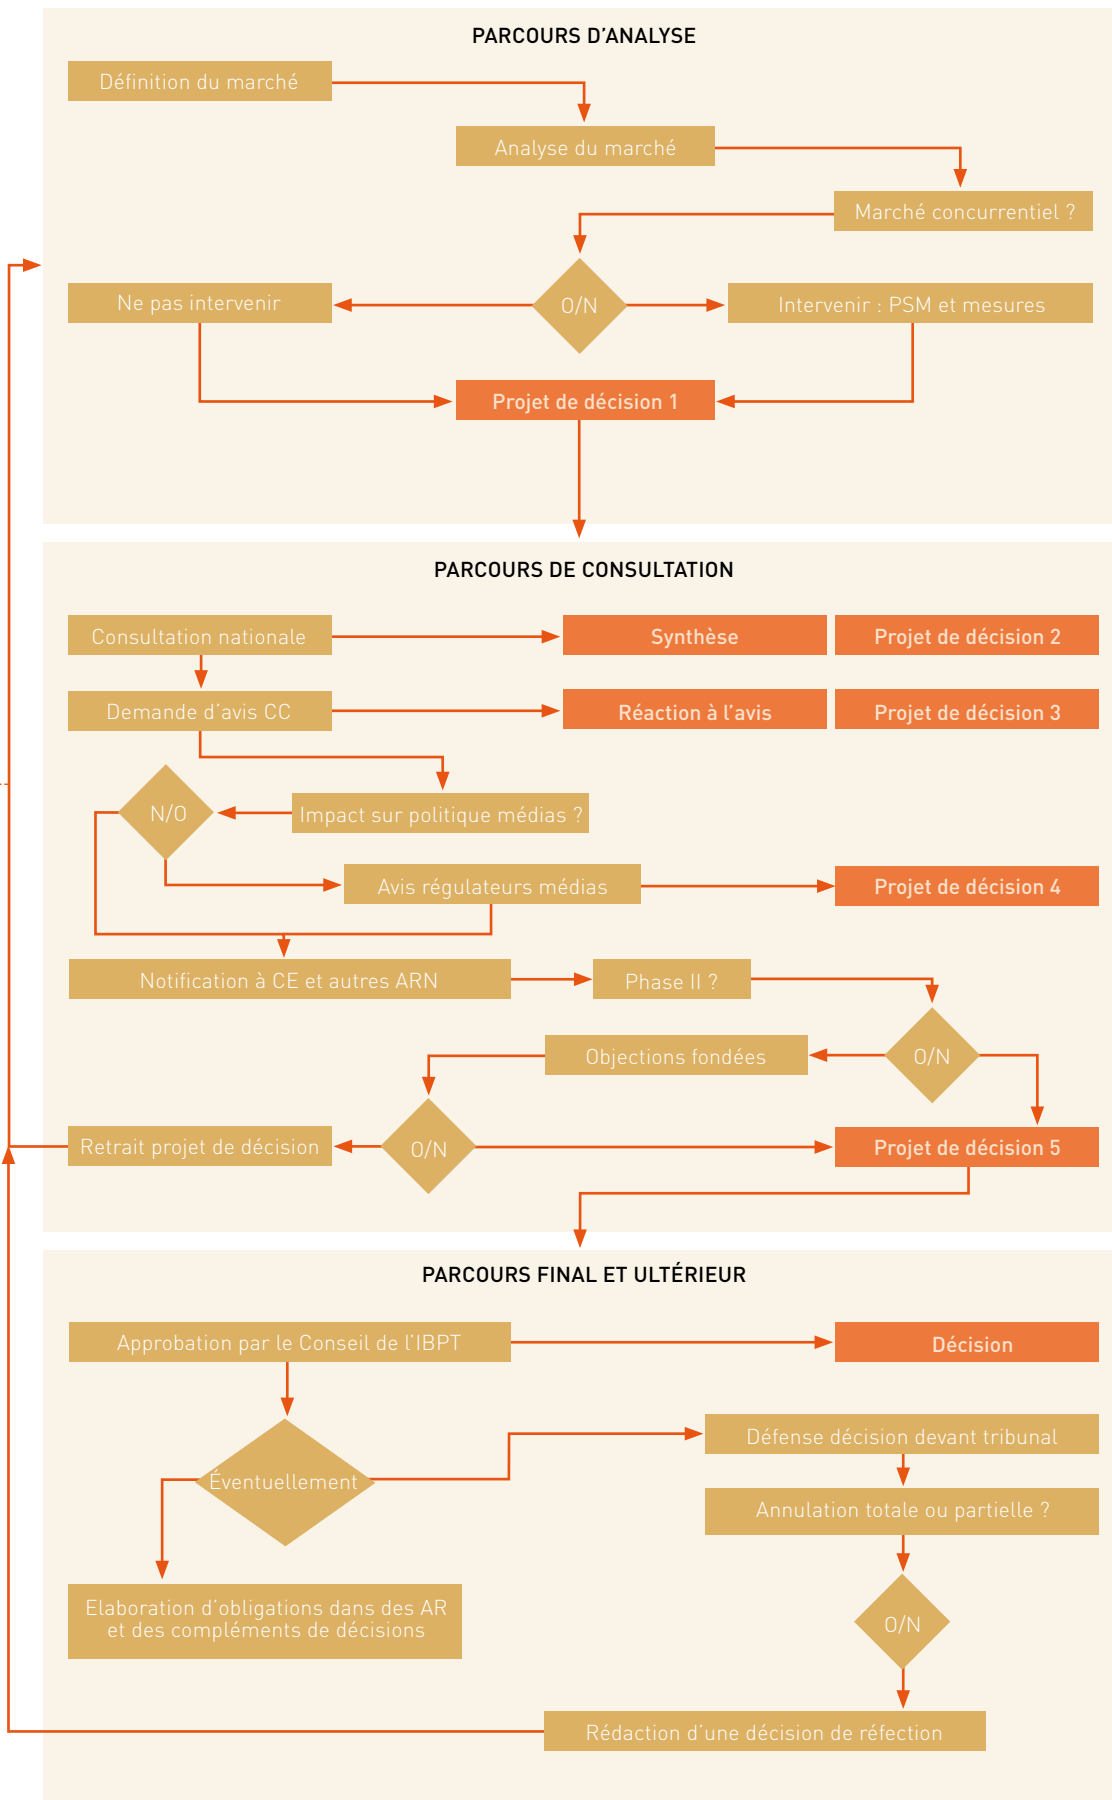 PARCOURS D'ANALYSE
Définition du marché
Analyse du marché
Marché concurrentiel ?
Ne pas intervenir
O/N
Intervenir : PSM et mesures
Projet de décision 1
PARCOURS DE CONSULTATION
Consultation nationale
Synthèse
Projet de décision 2
Demande d'avis CC
Réaction à l'avis
Projet de décision 3
N/O
Impact sur politique médias ?
Avis régulateurs médias
Projet de décision 4
Notification à CE et autres ARN
Phase II ?
Objections fondées
O/N
Retrait projet de décision
O/N
Projet de décision 5
PARCOURS FINAL ET ULTÉRIEUR
Approbation par le Conseil de l'IBPT
Décision
Éventuellement
Défense décision devant tribunal
Annulation totale ou partielle ?
Elaboration d'obligations dans des AR
et des compléments de décisions
O/N
Rédaction d'une décision de réfection